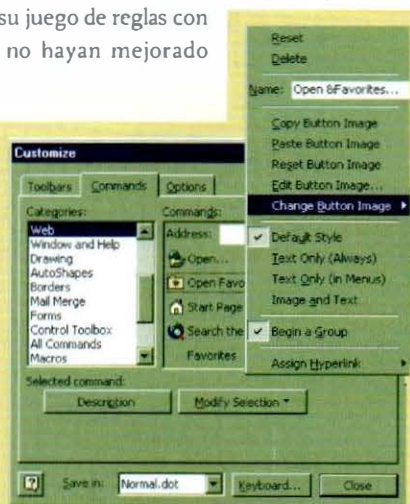 su juego de reglas con
no hayan mejorado
Reset
Delete
Name: Open &Favorites...
Copy Button Image
Paste Button Image
Reset Button Image
Edit Button Image...
Change Button Image
Default Style
Text Only (Always)
Text Only (in Menus)
Image and Text
Begin a Group
Assign Hyperlink
Customize
Toolbars Commands Options
Categories: Commands:
Web
Window and Help
Drawing
AutoShapes
Borders
Mail Merge
Forms
Control Toolbox
All Commands
Macros
Address:
Open...
Open Favo
Start Page
Search the
Favorites
Selected command:
Description Modify Selection
Save in: Normal.dot Keyboard... Close